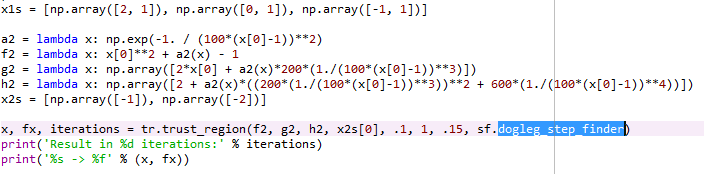 x1s = [np.array([2, 1]), np.array([0, 1]), np.array([-1, 1])]
a2 = lambda x: np.exp(-1. / (100*(x[0]-1))**2)
f2 = lambda x: x[0]**2 + a2(x) - 1
g2 = lambda x: np.array([2*x[0] + a2(x)*200*(1./(100*(x[0]-1))**3)])
h2 = lambda x: np.array([2 + a2(x)*((200*(1./(100*(x[0]-1))**3))**2 + 600*(1./(100*(x[0]-1))**4))])
x2s = [np.array([-1]), np.array([-2])]
x, fx, iterations = tr.trust_region(f2, g2, h2, x2s[0], .1, 1, .15, sf.dogleg_step_finder)
print('Result in %d iterations:' % iterations)
print('%s -> %f' % (x, fx))